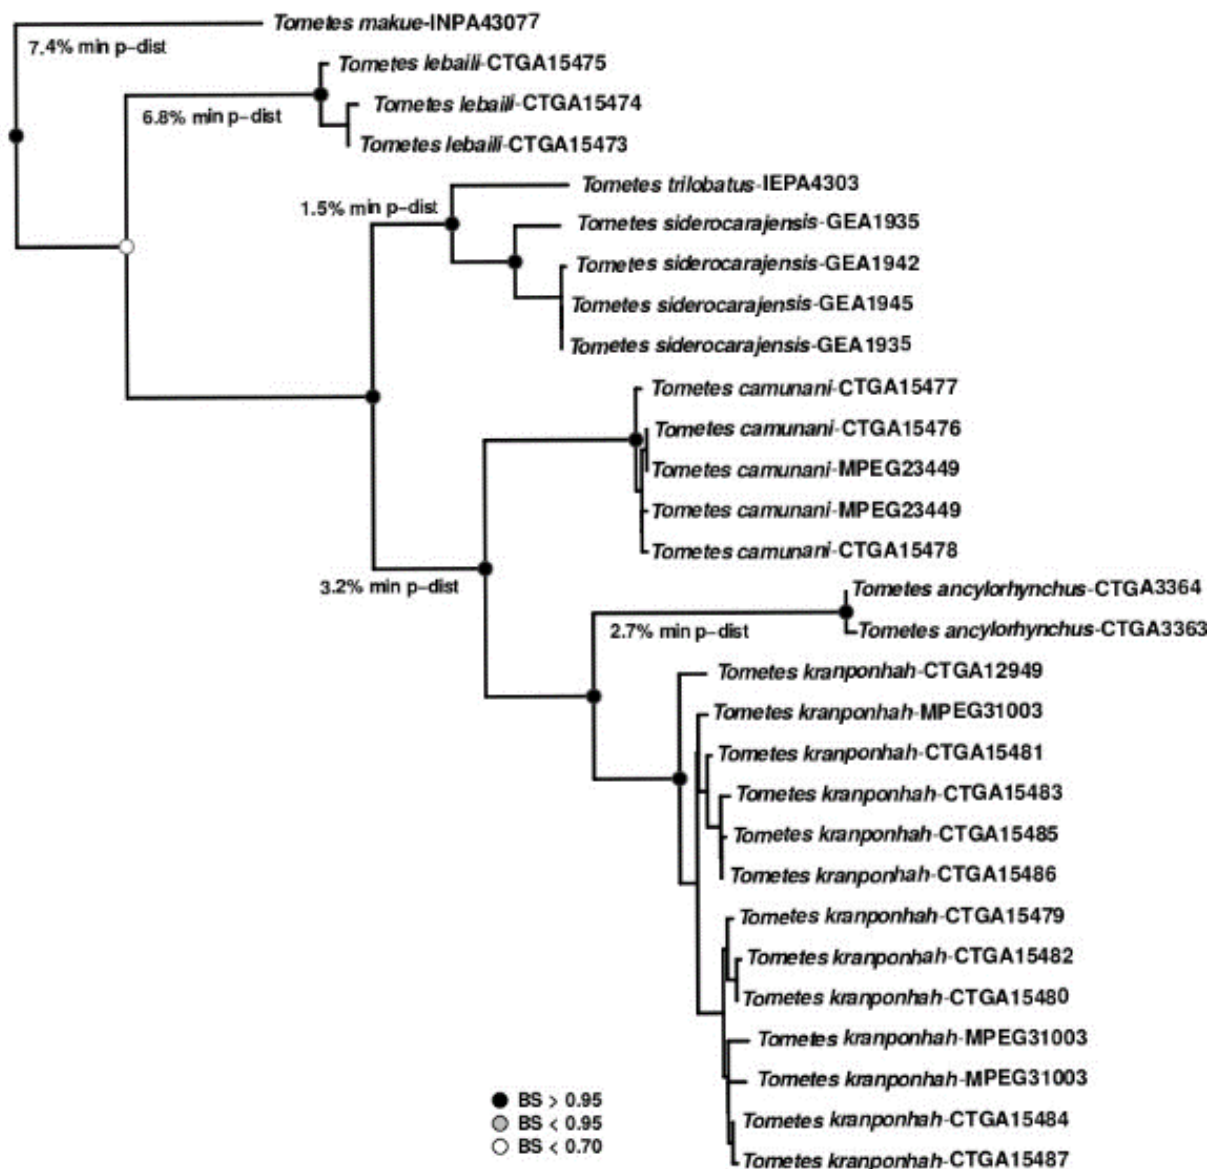 Tometes makue-INPA43077
7.4% min p-dist
Tometes lebaili-CTGA15475
Tometes lebaili-CTGA15474
6.8% min p-dist
Tometes lebaili-CTGA15473
Tometes trilobatus-IEPA4303
1.5% min p-dist
Tometes siderocarajensis-GEA1935
Tometes siderocarajensis-GEA1942
Tometes siderocarajensis-GEA1945
Tometes siderocarajensis-GEA1935
Tometes camunani-CTGA15477
Tometes camunani-CTGA15476
Tometes camunani-MPEG23449
Tometes camunani-MPEG23449
Tometes camunani-CTGA15478
3.2% min p-dist
Tometes ancylorhynchus-CTGA3364
2.7% min p-dist
Tometes ancylorhynchus-CTGA3363
Tometes kranponhah-CTGA12949
Tometes kranponhah-MPEG31003
Tometes kranponhah-CTGA15481
Tometes kranponhah-CTGA15483
Tometes kranponhah-CTGA15485
Tometes kranponhah-CTGA15486
Tometes kranponhah-CTGA15479
Tometes kranponhah-CTGA15482
Tometes kranponhah-CTGA15480
Tometes kranponhah-MPEG31003
Tometes kranponhah-MPEG31003
Tometes kranponhah-CTGA15484
Tometes kranponhah-CTGA15487
BS > 0.95
BS < 0.95
BS < 0.70